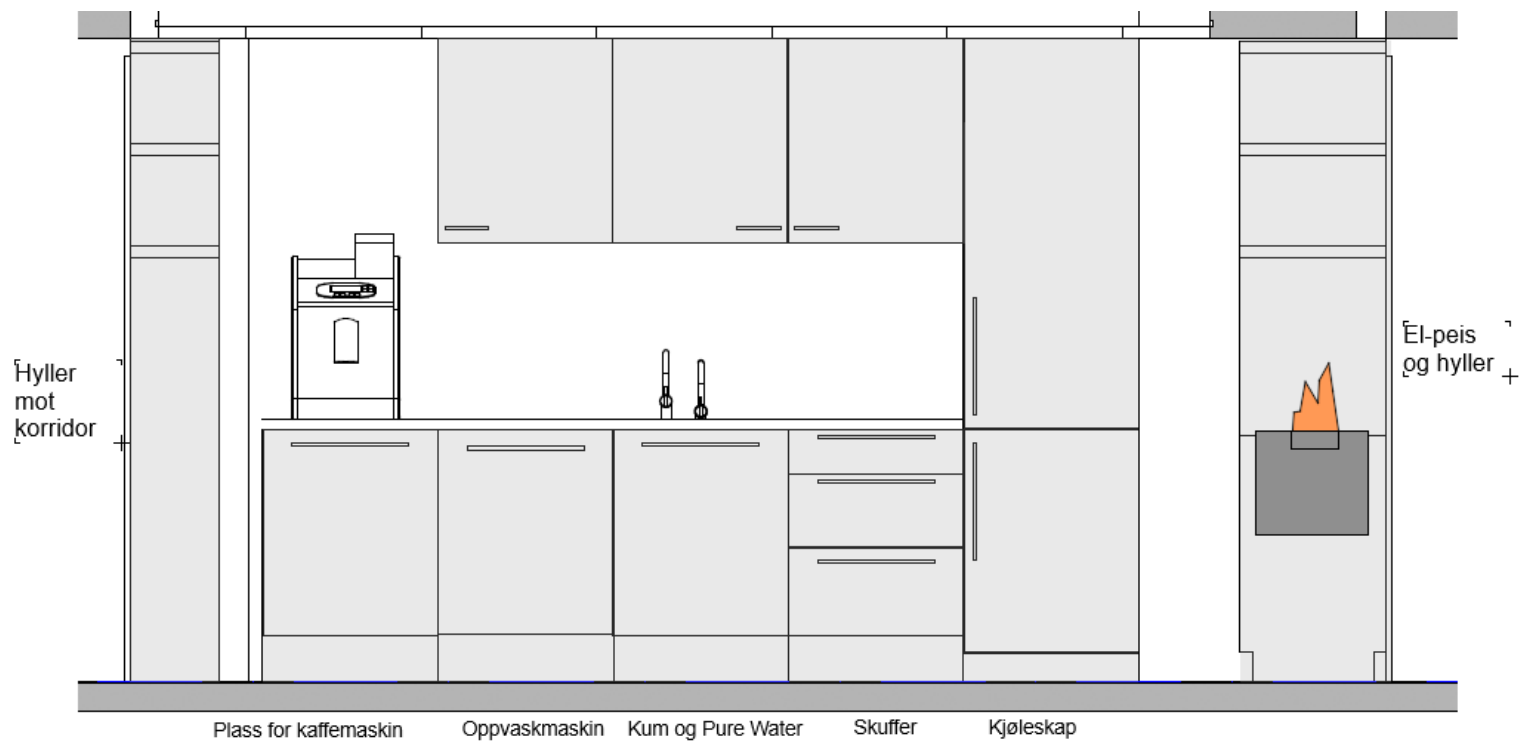 Hyller
mot
korridor
El-peis
og hyller
Plass for kaffemaskin
Oppvaskmaskin
Kum og Pure Water
Skuffer
Kjøleskap